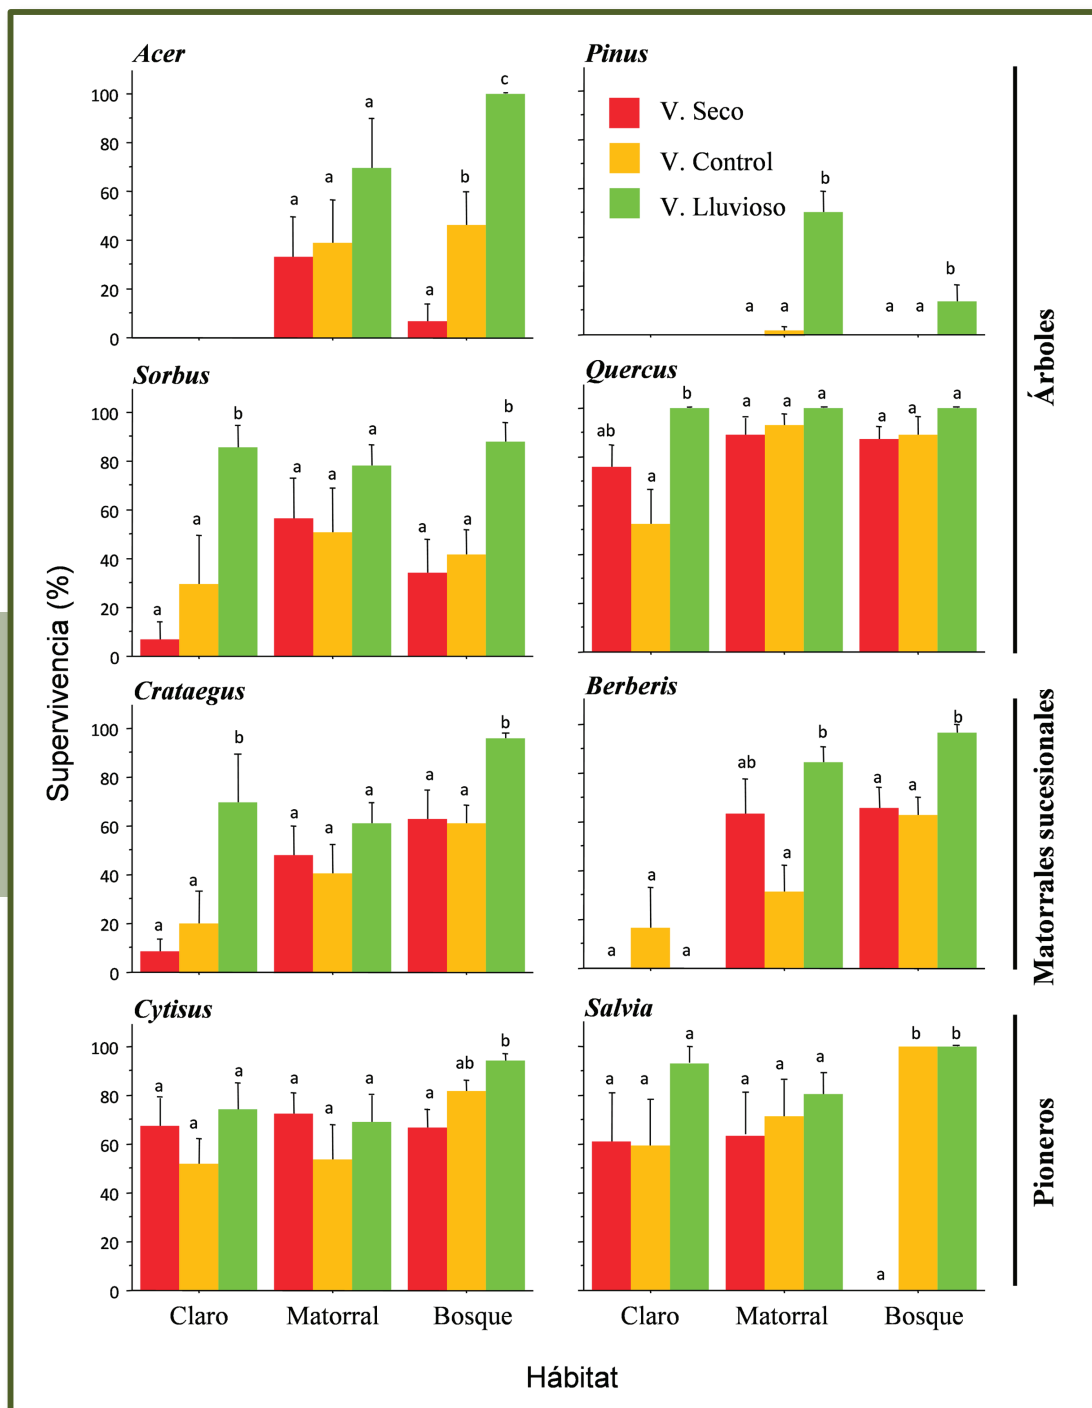 Acer
Pinus
c
100
a
V. Seco
80
a
a
b
V. Control
b
60
V. Lluvioso
40
a
b
20
a a
a a
0
Sorbus
Quercus
b
b
a
100
a
a
a
b
a
a
a
ab
80
a a
a
60
a
a a
40
a
20
0
Crataegus
Berberis
b
b
100
b
b
a
ab
a
80
a
a
a
a
a
60
a
a
40
a
a
20
a a
0
Cytisus
Salvia
b
a
b b
100
ab
a
a a
a
a
a
a
a a
a
80
a
a
60
40
20
a
0
Claro Matorral Bosque
Claro Matorral Bosque
Hábitat
Supervivencia (%)
Árboles
Matorrales sucesionales
Pioneros